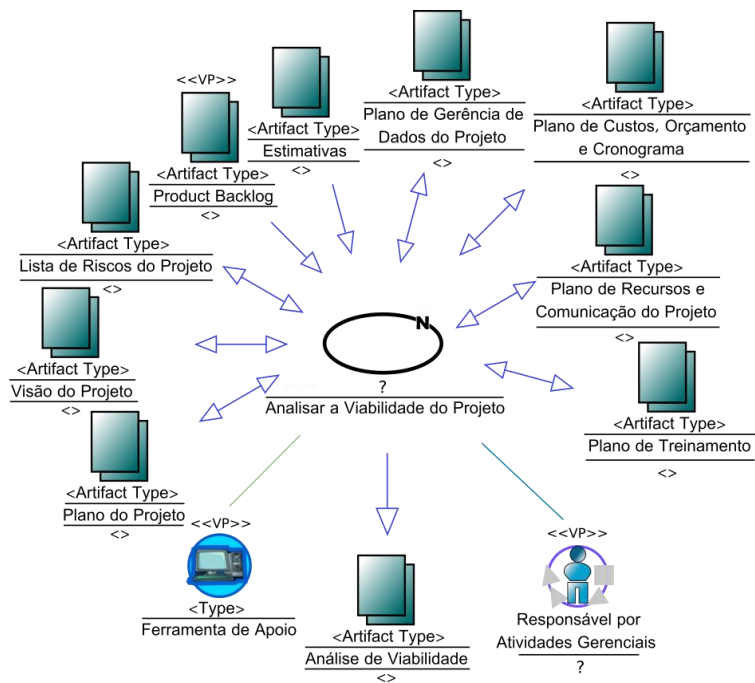 <<VP>>
<Artifact Type>
Product Backlog
<>
<Artifact Type>
Estimativas
<>
<Artifact Type>
Plano de Gerência de
Dados do Projeto
<>
<Artifact Type>
Plano de Custos, Orçamento
e Cronograma
<>
<Artifact Type>
Lista de Riscos do Projeto
<>
<Artifact Type>
Plano de Recursos e
Comunicação do Projeto
<>
<Artifact Type>
Visão do Projeto
<>
N
?
Analisar a Viabilidade do Projeto
<Artifact Type>
Plano de Treinamento
<>
<Artifact Type>
Plano do Projeto
<>
<<VP>>
<Type>
Ferramenta de Apoio
<Artifact Type>
Análise de Viabilidade
<>
<<VP>>
Responsável por
Atividades Gerenciais
?